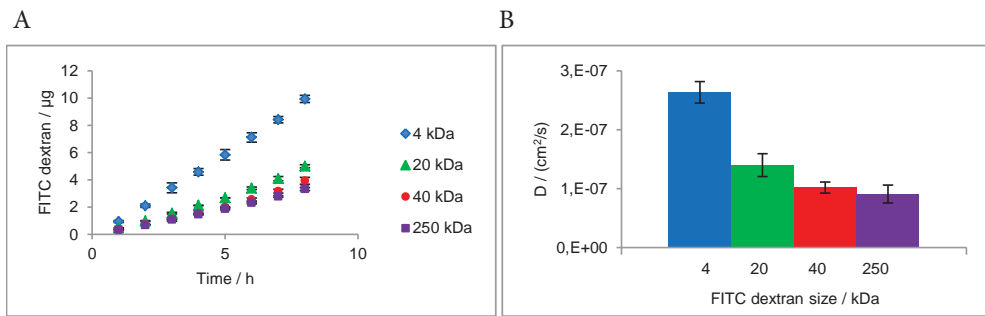 A
B
FITC dextran / µg
12
10
8
6
4
2
0
0
5
10
Time / h
4 kDa
20 kDa
40 kDa
250 kDa
D / (cm²/s)
3,E-07
2,E-07
1,E-07
0,E+00
4
20
40
250
FITC dextran size / kDa